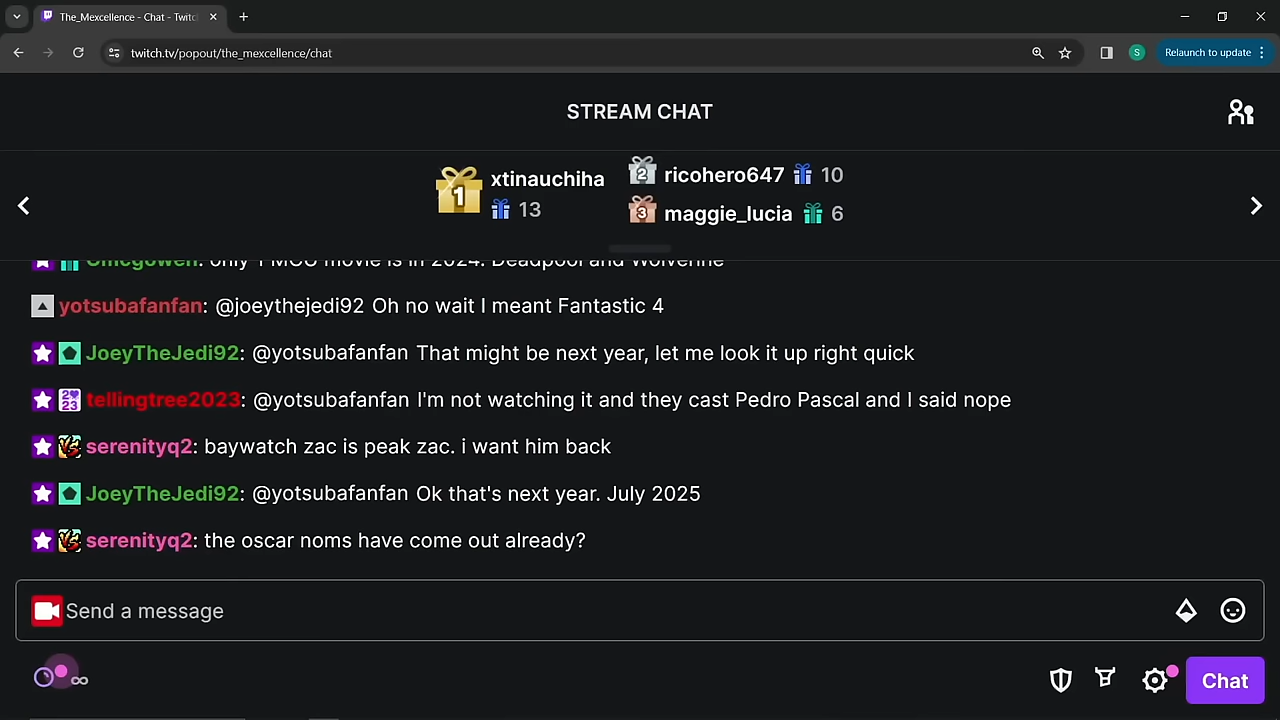 The_Mexcellence - Chat - Twitc
twitch.tv/popout/the_mexcellence/chat
S
Relaunch to update
STREAM CHAT
1 xtinauchiha
13
2 ricohero647 10
3 maggie_lucia 6
only 1 MCU movie is in 2024. Deadpool and Wolverine
yotsubafanfan: @joeythejedi92 Oh no wait I meant Fantastic 4
JoeyTheJedi92: @yotsubafanfan That might be next year, let me look it up right quick
tellingtree2023: @yotsubafanfan I'm not watching it and they cast Pedro Pascal and I said nope
serenityq2: baywatch zac is peak zac. i want him back
JoeyTheJedi92: @yotsubafanfan Ok that's next year. July 2025
serenityq2: the oscar noms have come out already?
Send a message
Chat